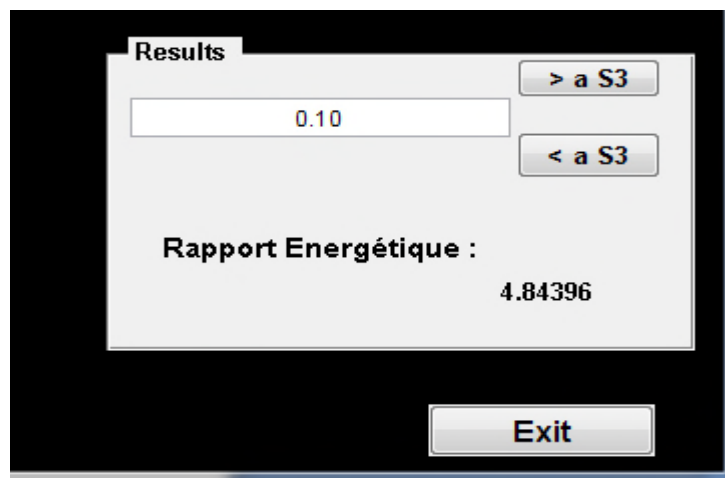 Results
> a S3
0.10
< a S3
Rapport Energétique :
4.84396
Exit